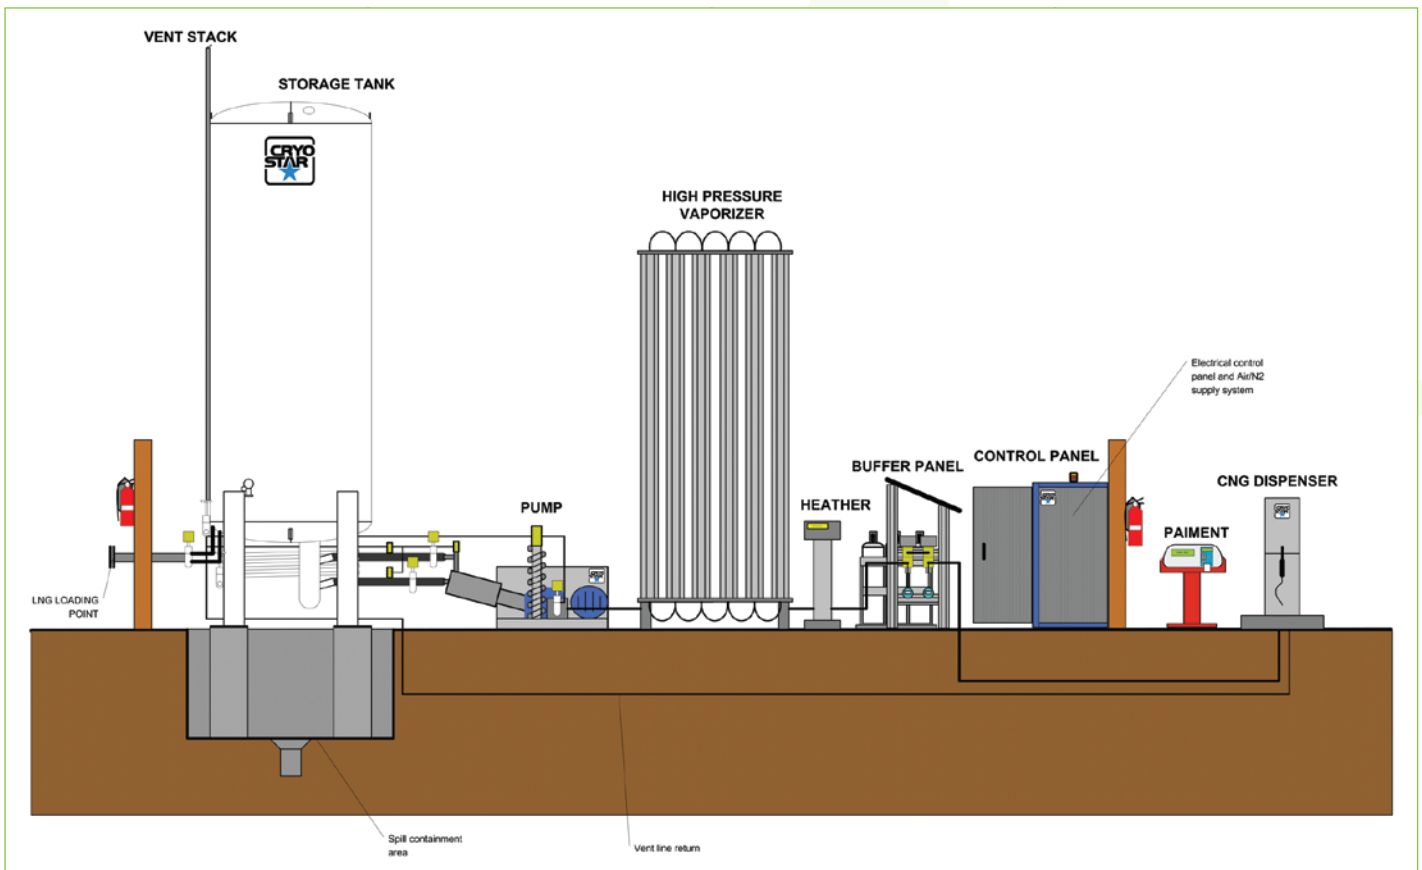 VENT STACK
STORAGE TANK
CRYO
STAR
HIGH PRESSURE
VAPORIZER
Electrical control
panel and Air/N2
supply system
CONTROL PANEL
BUFFER PANEL
CNG DISPENSER
HEATHER
PUMP
PAIMENT
LNG LOADING
POINT
Spill containment
area
Vent line return